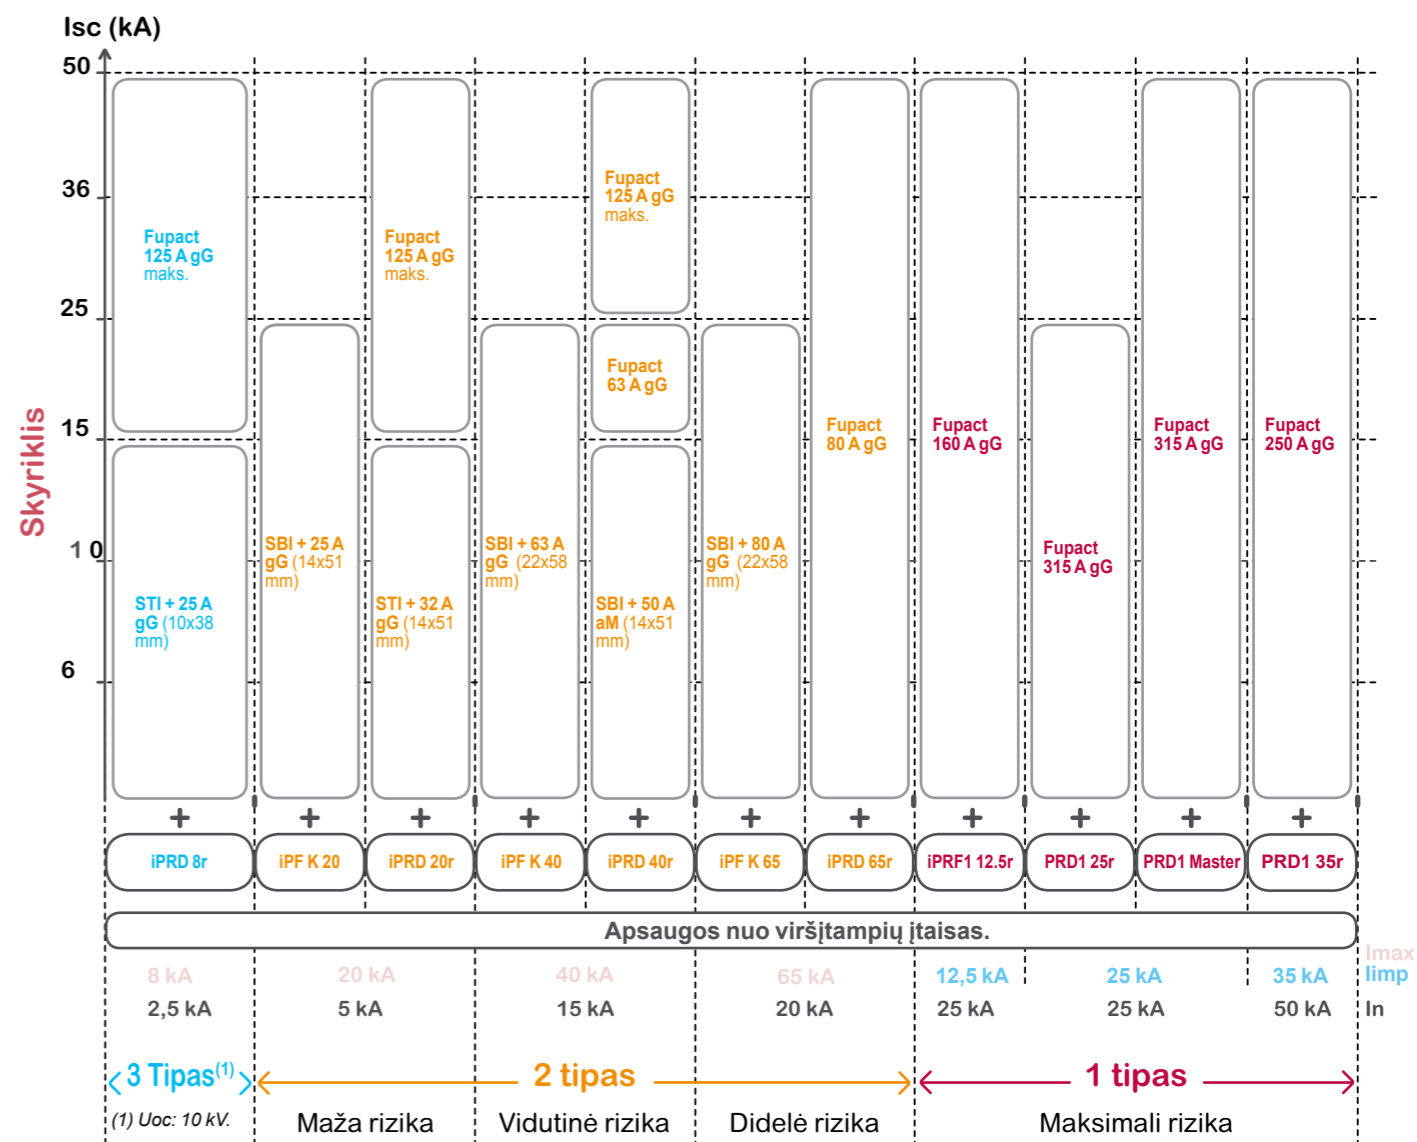 Isc (kA)
50
36
25
15
10
6
Skyriklis
Fupact
125 A gG
maks.
STI + 25 A
gG (10x38
mm)
SBI + 25 A
gG (14x51
mm)
Fupact
125 A gG
maks.
STI + 32 A
gG (14x51
mm)
SBI + 63 A
gG (22x58
mm)
Fupact
125 A gG
maks.
Fupact
63 A gG
SBI + 50 A
aM (14x51
mm)
SBI + 80 A
gG (22x58
mm)
Fupact
80 A gG
Fupact
160 A gG
Fupact
315 A gG
Fupact
315 A gG
Fupact
250 A gG
+ + + + + + + + + + +
iPRD 8r iPF K 20 iPRD 20r iPF K 40 iPRD 40r iPF K 65 iPRD 65r iPRF1 12.5r PRD1 25r PRD1 Master PRD1 35r
Apsaugos nuo viršįtampių įtaisas.
8 kA 20 kA 40 kA 65 kA Imax
12,5 kA 25 kA 35 kA Iimp
2,5 kA 5 kA 15 kA 20 kA 25 kA 25 kA 50 kA In
3 Tipas(1) 2 tipas 1 tipas
(1) Uoc: 10 kV. Maža rizika Vidutinė rizika Didelė rizika Maksimali rizika